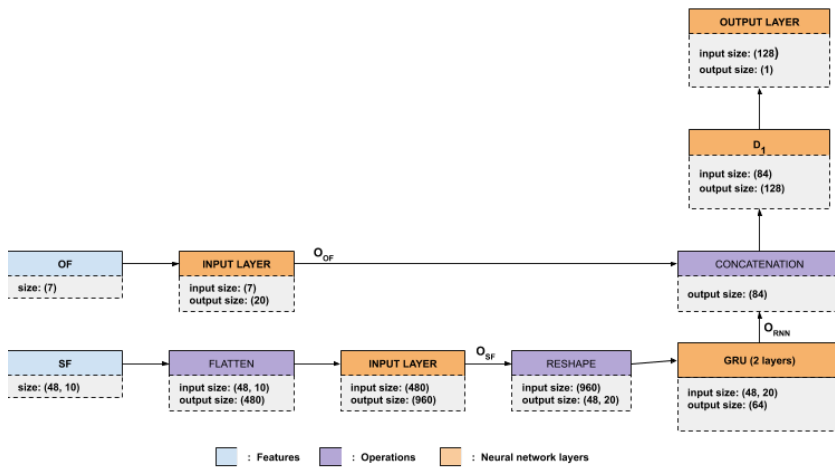 OUTPUT LAYER
input size: (128)
output size: (1)
D1
input size: (84)
output size: (128)
OF
size: (7)
INPUT LAYER
input size: (7)
output size: (20)
OOF
CONCATENATION
output size: (84)
ORNN
SF
size: (48, 10)
FLATTEN
input size: (48, 10)
output size: (480)
INPUT LAYER
input size: (480)
output size: (960)
OSF
RESHAPE
input size: (960)
output size: (48, 20)
GRU (2 layers)
input size: (48, 20)
output size: (64)
: Features
: Operations
: Neural network layers